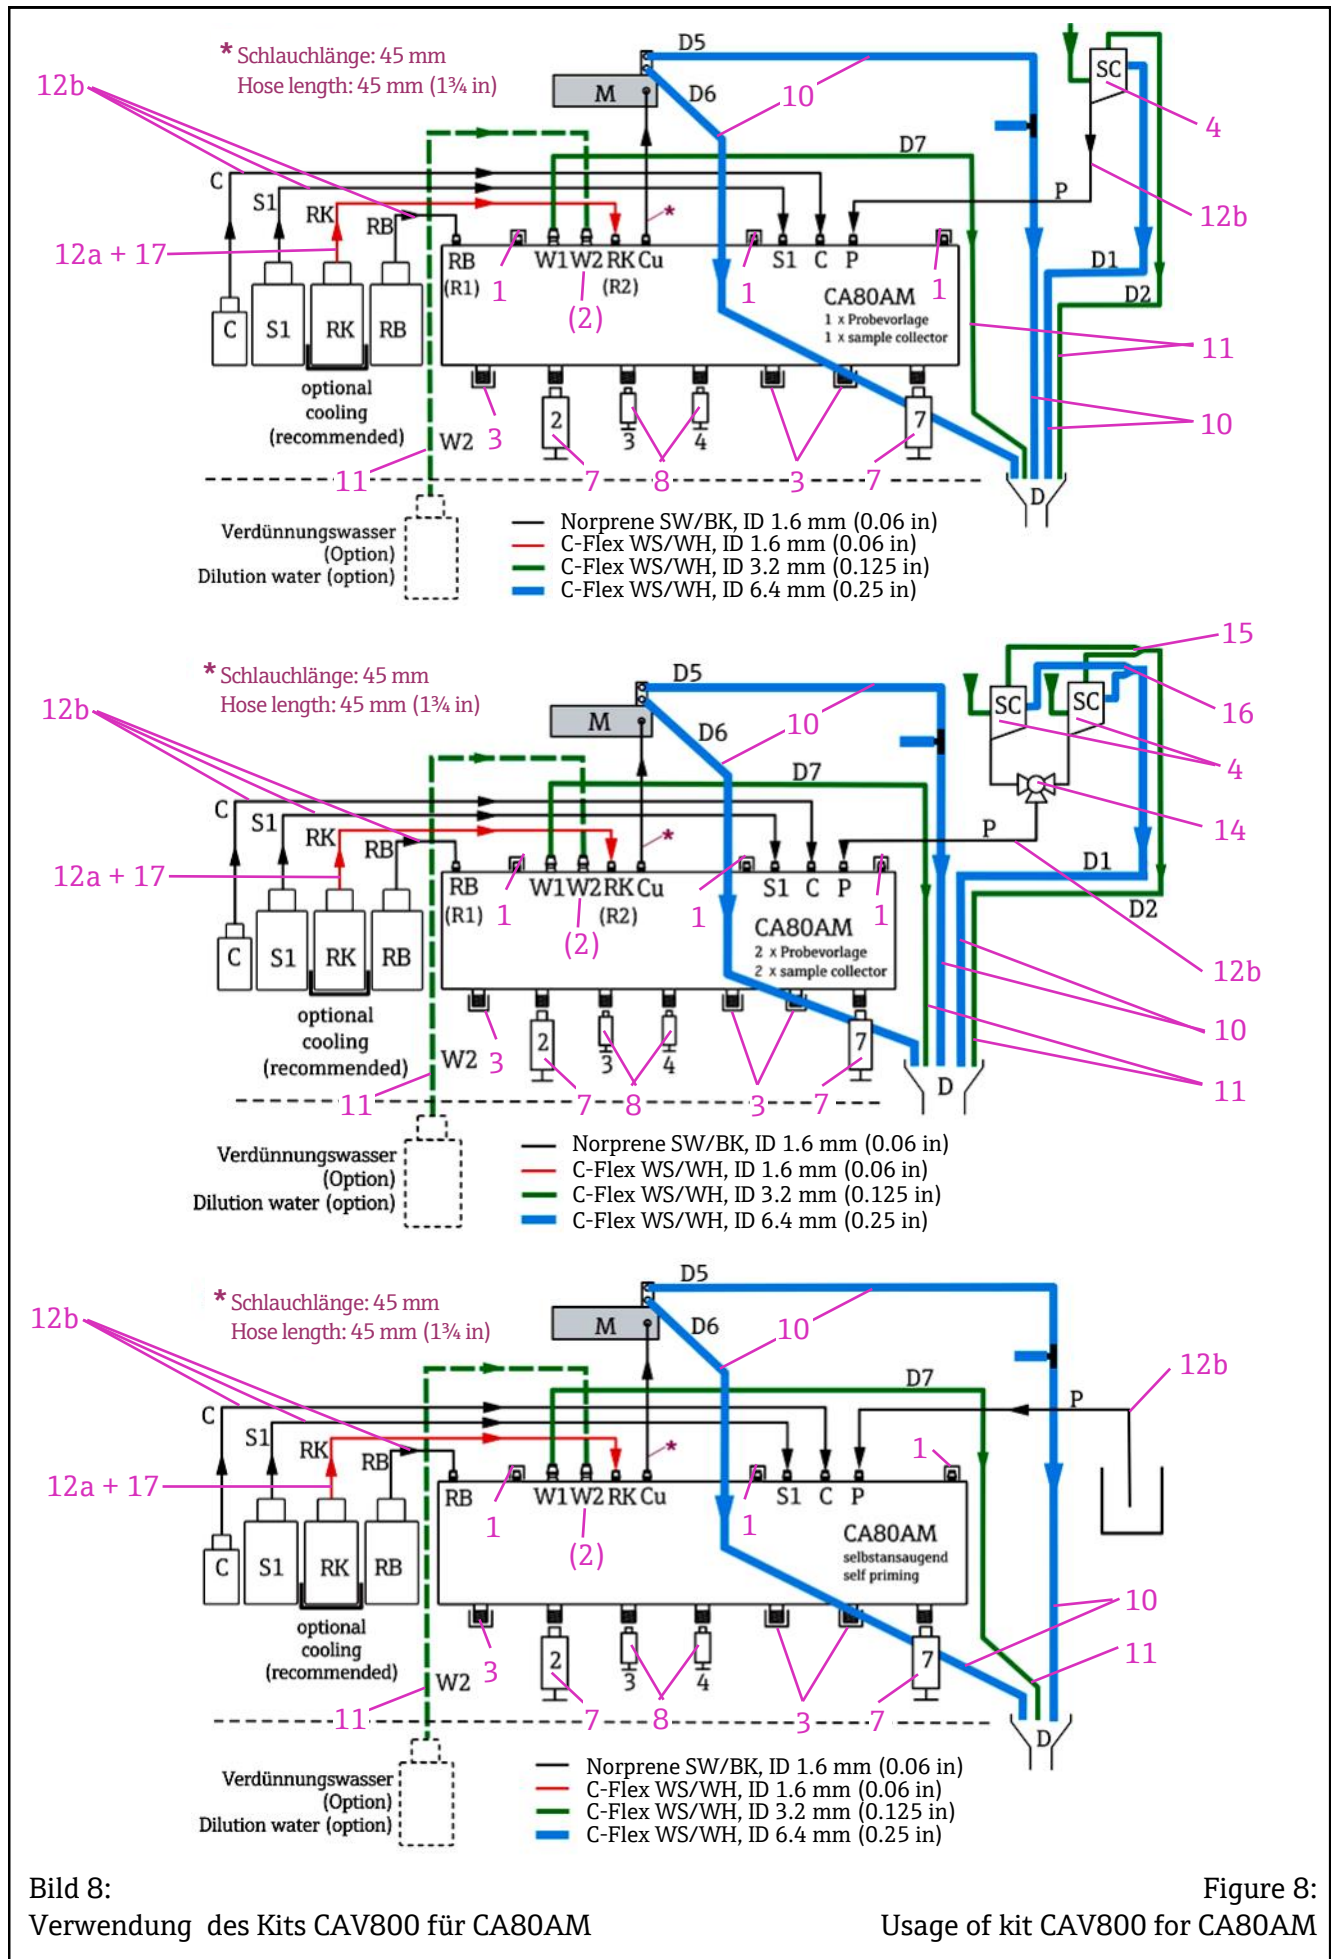 * Schlauchlänge: 45 mm
Hose length: 45 mm (1¾ in)
12b
D5
M
D6
10
SC
4
D7
C
S1
RK
RB
P
12b
*
12a + 17
RB
(R1)
1
W1 W2 RK Cu
(R2)
(2)
S1 C P
1
1
D1
D2
CA80AM
1 x Probevorlage
1 x sample collector
C
S1
RK
RB
11
optional
cooling
(recommended)
W2
3
2
3
4
7
10
11
7
8
3
7
D
Verdünnungswasser
(Option)
Dilution water (option)
Norprene SW/BK, ID 1.6 mm (0.06 in)
C-Flex WS/WH, ID 1.6 mm (0.06 in)
C-Flex WS/WH, ID 3.2 mm (0.125 in)
C-Flex WS/WH, ID 6.4 mm (0.25 in)
15
* Schlauchlänge: 45 mm
Hose length: 45 mm (1¾ in)
12b
D5
M
D6
10
SC
SC
16
4
D7
14
C
S1
RK
RB
P
*
12a + 17
D1
RB
(R1)
1
W1 W2 RK Cu
(R2)
(2)
1
S1 C P
1
D2
CA80AM
2 x Probevorlage
2 x sample collector
C
S1
RK
RB
12b
optional
cooling
(recommended)
W2
3
2
3
4
7
10
11
7
8
3
7
D
11
Verdünnungswasser
(Option)
Dilution water (option)
Norprene SW/BK, ID 1.6 mm (0.06 in)
C-Flex WS/WH, ID 1.6 mm (0.06 in)
C-Flex WS/WH, ID 3.2 mm (0.125 in)
C-Flex WS/WH, ID 6.4 mm (0.25 in)
* Schlauchlänge: 45 mm
Hose length: 45 mm (1¾ in)
12b
D5
M
D6
10
12b
D7
P
C
S1
RK
RB
*
1
12a + 17
RB
1
W1 W2 RK Cu
(2)
1
S1 C P
CA80AM
selbstansaugend
self priming
C
S1
RK
RB
10
optional
cooling
(recommended)
W2
3
2
3
4
7
11
11
7
8
3
7
D
Verdünnungswasser
(Option)
Dilution water (option)
Norprene SW/BK, ID 1.6 mm (0.06 in)
C-Flex WS/WH, ID 1.6 mm (0.06 in)
C-Flex WS/WH, ID 3.2 mm (0.125 in)
C-Flex WS/WH, ID 6.4 mm (0.25 in)
Bild 8:
Verwendung des Kits CAV800 für CA80AM
Figure 8:
Usage of kit CAV800 for CA80AM